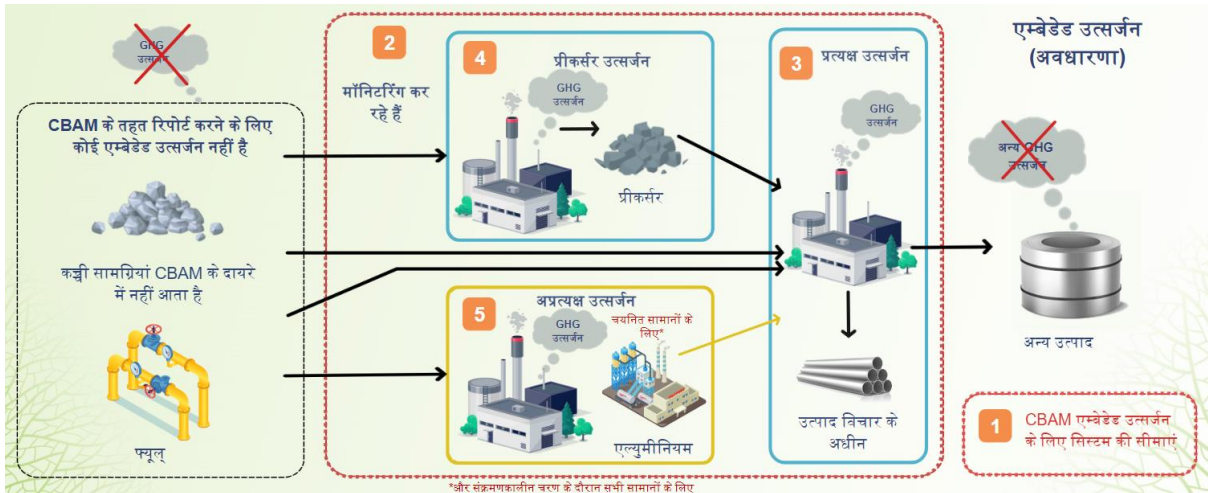 GHG
उत्सर्जन
CBAM के तहत रिपोर्ट करने के लिए
कोई एम्बेडेड उत्सर्जन नहीं है
कच्ची सामग्रियां CBAM के दायरे
में नहीं आता है
फ्यूल्
2
मॉनिटरिंग कर
रहे हैं
4
प्रीकर्सर उत्सर्जन
GHG
उत्सर्जन
प्रीकर्सर
5
अप्रत्यक्ष उत्सर्जन
GHG
उत्सर्जन
चयनित सामानों के
लिए*
एल्युमीनियम
3
प्रत्यक्ष उत्सर्जन
GHG
उत्सर्जन
उत्पाद विचार के
अधीन
एम्बेडेड उत्सर्जन
(अवधारणा)
अन्य GHG
उत्सर्जन
अन्य उत्पाद
1
CBAM एम्बेडेड उत्सर्जन
के लिए सिस्टम की सीमाएं
*और संक्रमणकालीन चरण के दौरान सभी सामानों के लिए